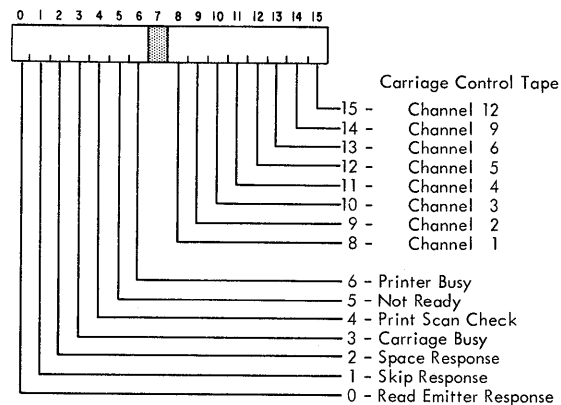 0 1 2 3 4 5 6 7 8 9 10 11 12 13 14 15
Carriage Control Tape
15 - Channel 12
14 - Channel 9
13 - Channel 6
12 - Channel 5
11 - Channel 4
10 - Channel 3
9 - Channel 2
8 - Channel 1
6 - Printer Busy
5 - Not Ready
4 - Print Scan Check
3 - Carriage Busy
2 - Space Response
1 - Skip Response
0 - Read Emitter Response